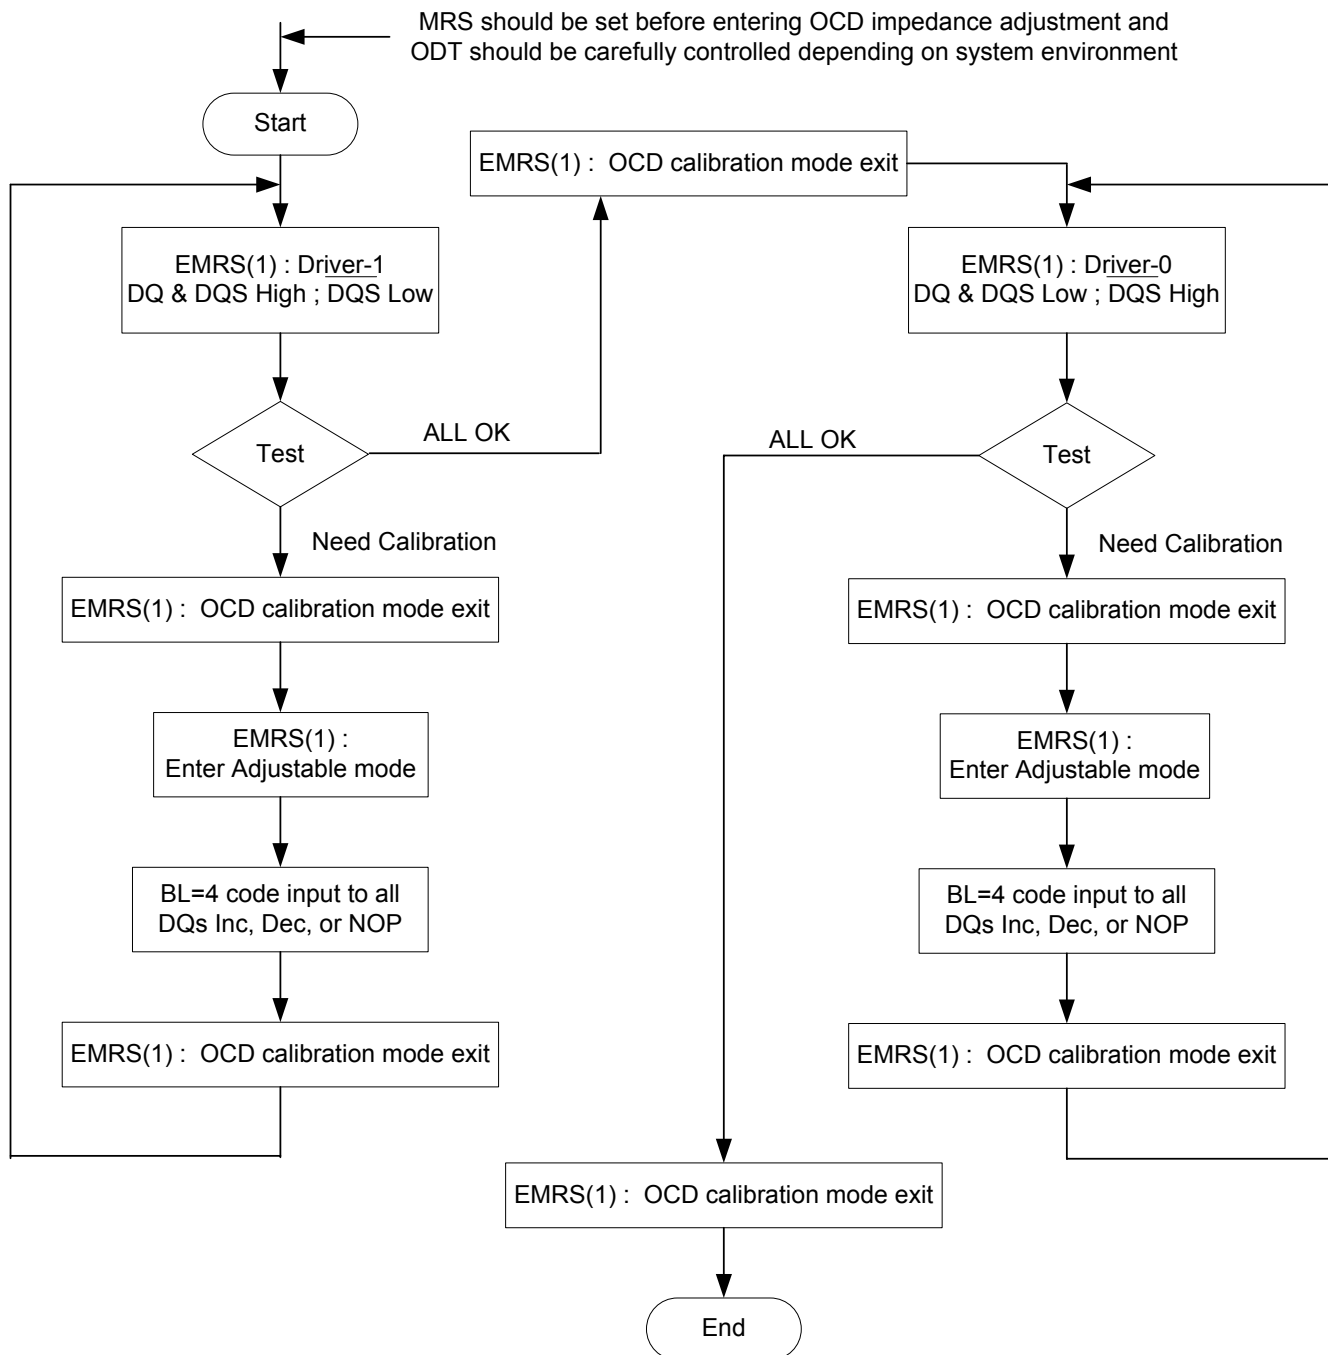 MRS should be set before entering OCD impedance adjustment and
ODT should be carefully controlled depending on system environment
Start
EMRS(1) : Driver-1
DQ & DQS High ; D̅Q̅S̅ Low
Test
ALL OK
Need Calibration
EMRS(1) : OCD calibration mode exit
EMRS(1) :
Enter Adjustable mode
BL=4 code input to all
DQs Inc, Dec, or NOP
EMRS(1) : OCD calibration mode exit
EMRS(1) : OCD calibration mode exit
EMRS(1) : Driver-0
DQ & DQS Low ; D̅Q̅S̅ High
Test
ALL OK
Need Calibration
EMRS(1) : OCD calibration mode exit
EMRS(1) :
Enter Adjustable mode
BL=4 code input to all
DQs Inc, Dec, or NOP
EMRS(1) : OCD calibration mode exit
EMRS(1) : OCD calibration mode exit
End